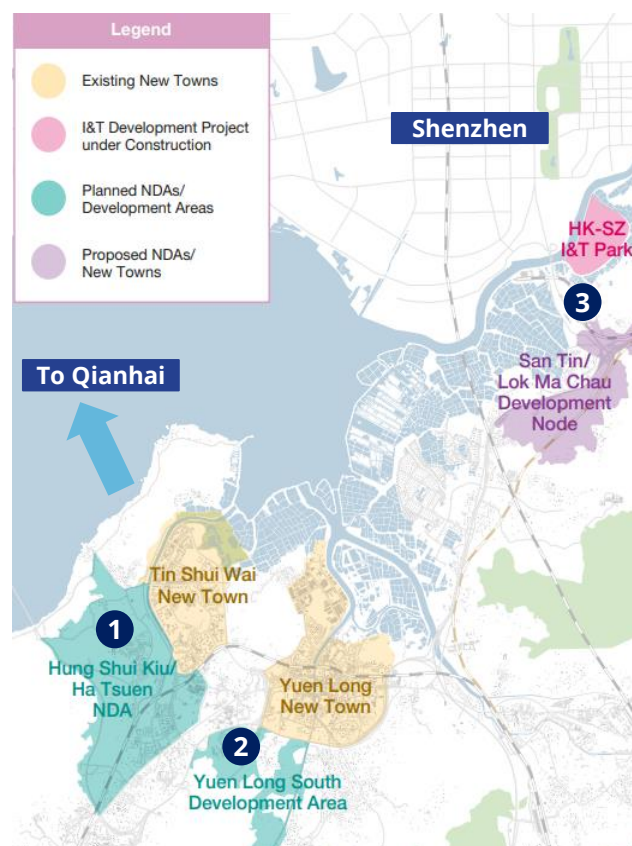 Legend
Existing New Towns
I&T Development Project
under Construction
Planned NDAs/
Development Areas
Proposed NDAs/
New Towns
Shenzhen
HK-SZ
I&T Park
3
San Tin/
Lok Ma Chau
Development
Node
To Qianhai
Tin Shui Wai
New Town
1
Hung Shui Kiu/
Ha Tsuen
NDA
Yuen Long
New Town
2
Yuen Long South
Development Area